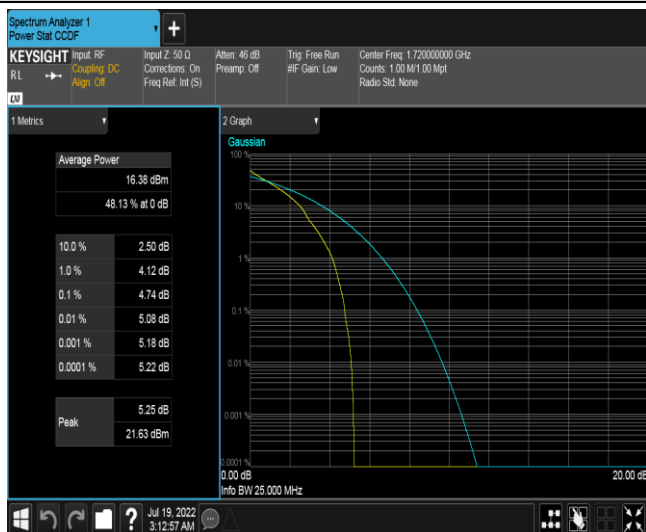 Spectrum Analyzer 1
Power Stat CCDF
+
KEYSIGHT
RL
LXI
Input: RF
Coupling: DC
Align: Off
Input Z: 50 Ω
Corrections: On
Freq Ref: Int (S)
Atten: 46 dB
Preamp: Off
Trig: Free Run
#IF Gain: Low
Center Freq: 1.720000000 GHz
Counts: 1.00 M/1.00 Mpt
Radio Std: None
1 Metrics
Average Power
16.38 dBm
48.13 % at 0 dB
10.0 % 2.50 dB
1.0 % 4.12 dB
0.1 % 4.74 dB
0.01 % 5.08 dB
0.001 % 5.18 dB
0.0001 % 5.22 dB
Peak
5.25 dB
21.63 dBm
2 Graph
Gaussian
100 %
10 %
1 %
0.1 %
0.01 %
0.001 %
0.0001 %
0.00 dB
20.00 dB
Info BW 25.000 MHz
?
Jul 19, 2022
3:12:57 AM